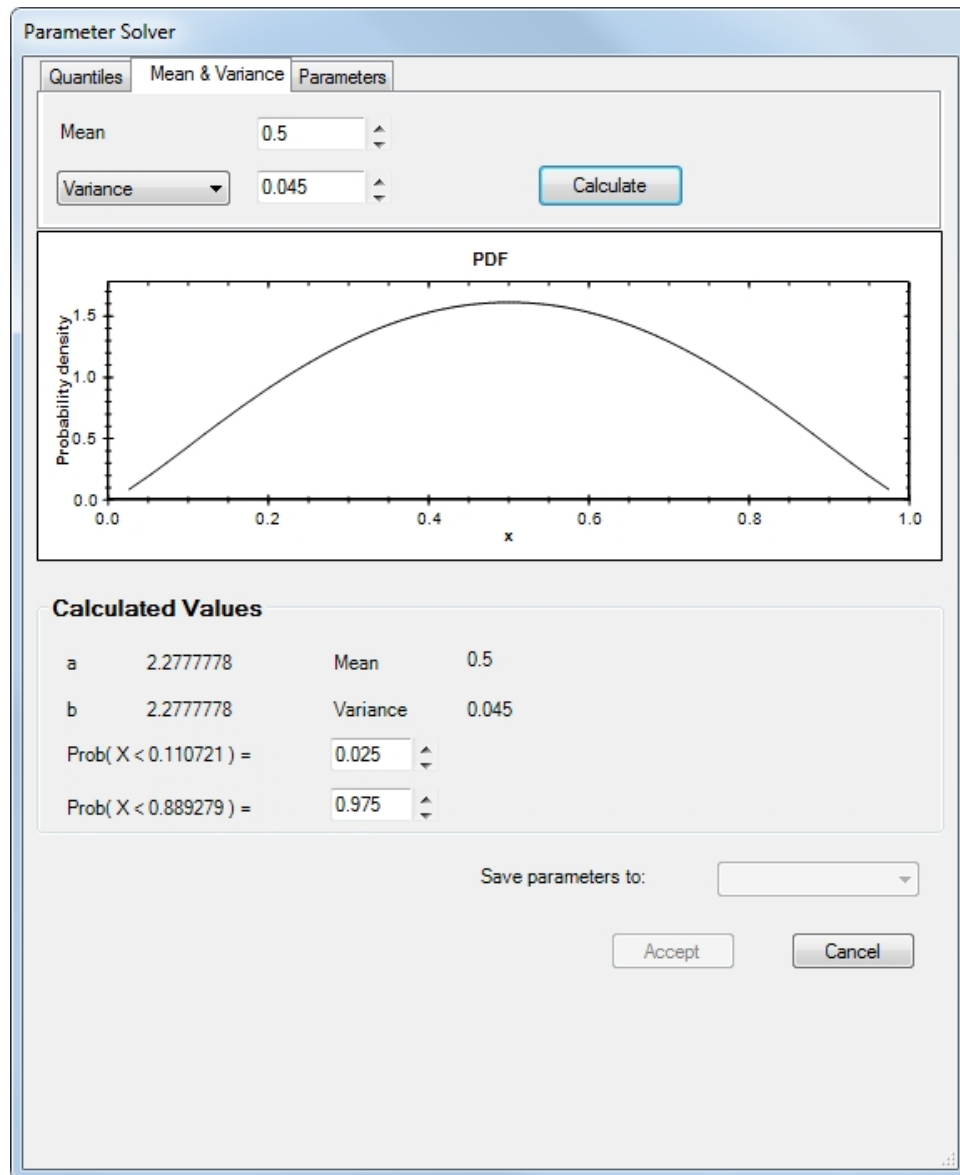 Parameter Solver
Quantiles Mean & Variance Parameters
Mean 0.5
Variance 0.045 Calculate
PDF
Probability density
1.5
1.0
0.5
0.0
0.0 0.2 0.4 0.6 0.8 1.0
x
Calculated Values
a 2.2777778 Mean 0.5
b 2.2777778 Variance 0.045
Prob( X < 0.110721 ) = 0.025
Prob( X < 0.889279 ) = 0.975
Save parameters to:
Accept Cancel